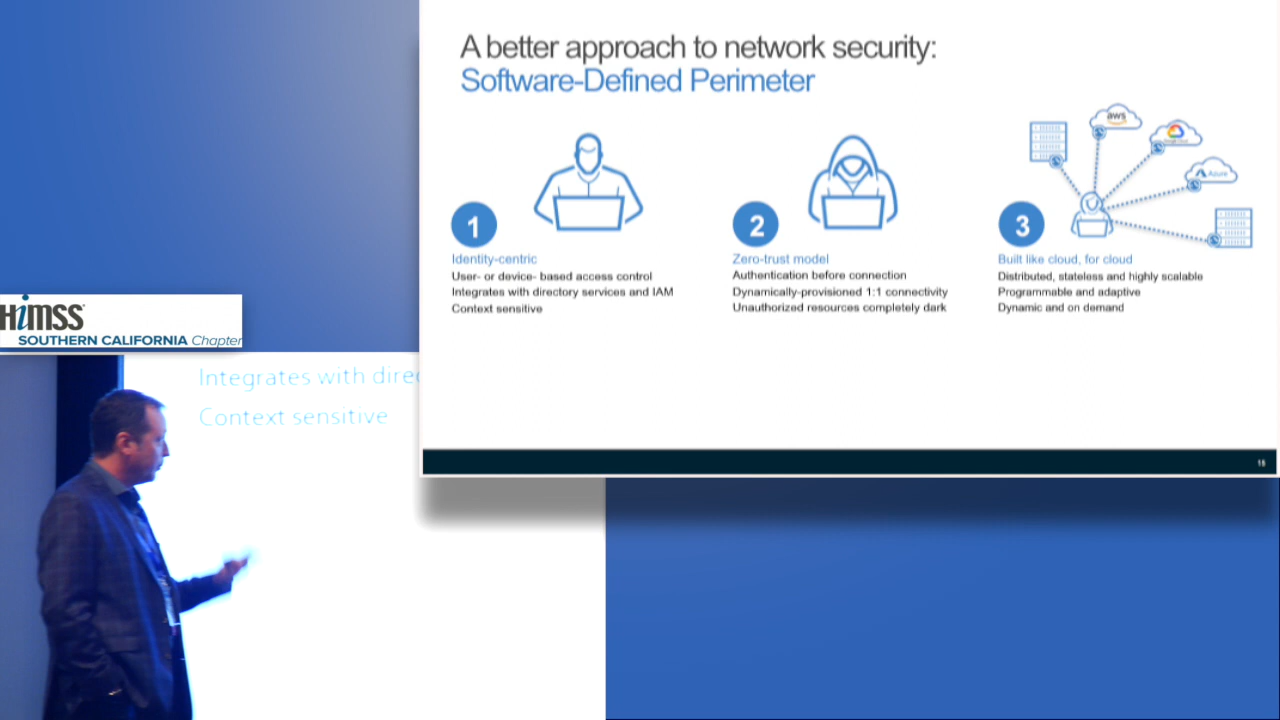 A better approach to network security:
Software-Defined Perimeter
aws
Azure
1
2
3
Identity-centric
User- or device- based access control
Integrates with directory services and IAM
Context sensitive
Zero-trust model
Authentication before connection
Dynamically-provisioned 1:1 connectivity
Unauthorized resources completely dark
Built like cloud, for cloud
Distributed, stateless and highly scalable
Programmable and adaptive
Dynamic and on demand
HiMSS
SOUTHERN CALIFORNIA Chapter
Integrates with direc
Context sensitive